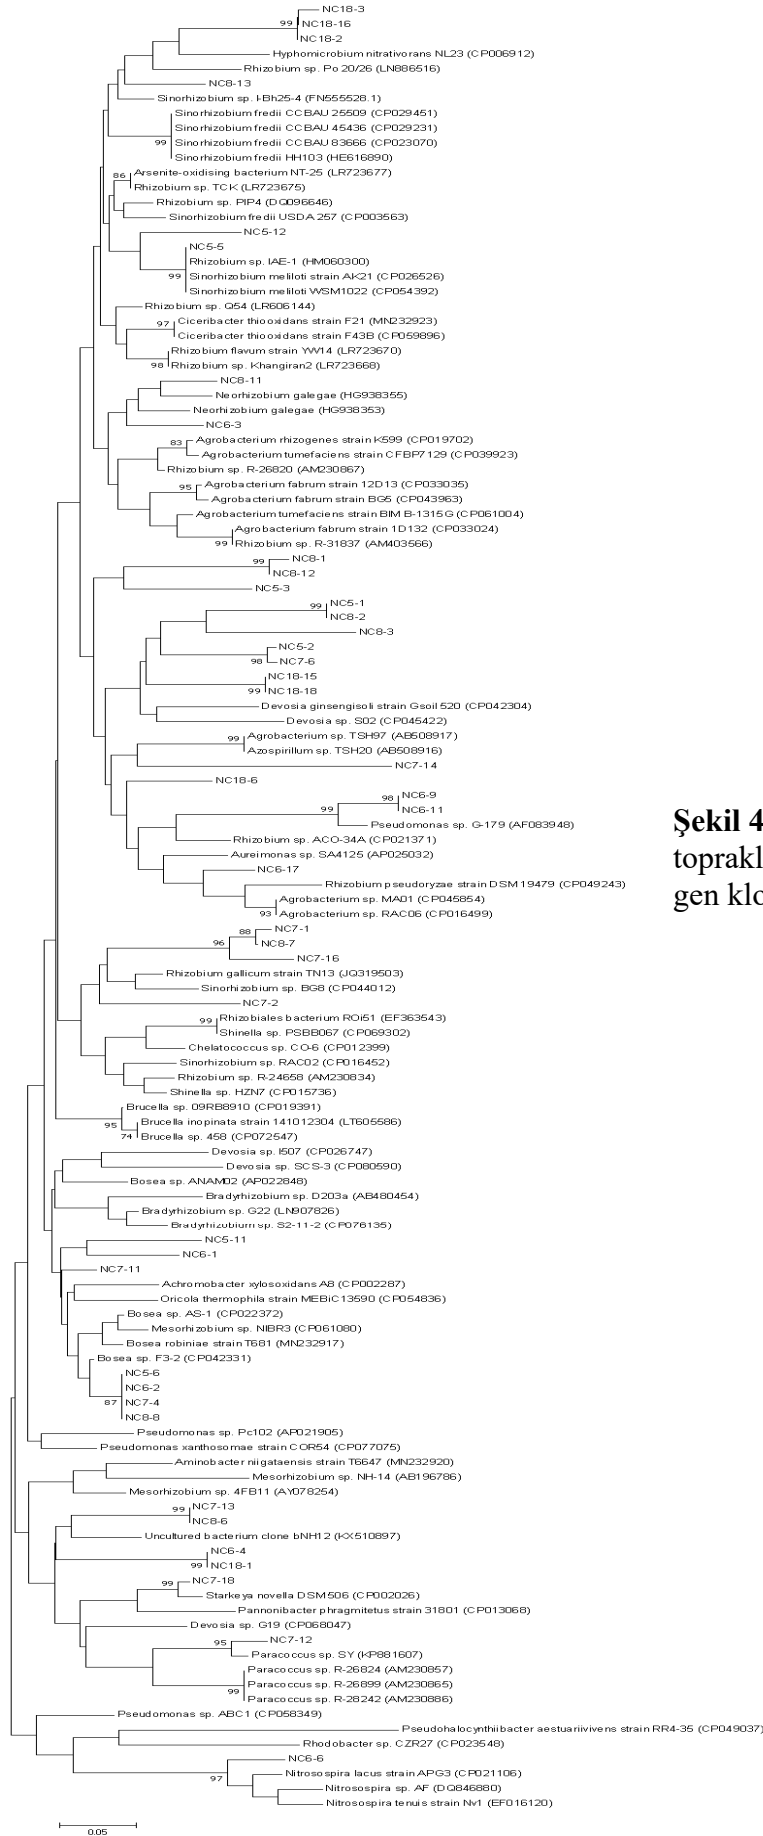 NC18-3
99
NC18-16
NC18-2
Hyphomicrobium nitrativorans NL23 (CP006912)
Rhizobium sp. Po 20/26 (LN886516)
NC8-13
Sinorhizobium sp. I-Bh25-4 (FN555528.1)
Sinorhizobium fredii CCBAU 25509 (CP029451)
Sinorhizobium fredii CCBAU 45436 (CP029231)
Sinorhizobium fredii CCBAU 83666 (CP023070)
99
Sinorhizobium fredii HH103 (HE616890)
86
Arsenite-oxidising bacterium NT-25 (LR723677)
Rhizobium sp. TCK (LR723675)
Rhizobium sp. PIP4 (DQ096646)
Sinorhizobium fredii USDA 257 (CP003563)
NC5-12
NC5-5
Rhizobium sp. IAE-1 (HM060300)
99
Sinorhizobium meliloti strain AK21 (CP026526)
Sinorhizobium meliloti WSM1022 (CP054392)
Rhizobium sp. Q54 (LR606144)
97
Ciceribacter thiooxidans strain F21 (MN232923)
Ciceribacter thiooxidans strain F43B (CP059896)
Rhizobium flavum strain YW14 (LR723670)
98
Rhizobium sp. Khangiran2 (LR723668)
NC8-11
Neorhizobium galegae (HG938355)
Neorhizobium galegae (HG938353)
NC6-3
83
Agrobacterium rhizogenes strain K599 (CP019702)
Agrobacterium tumefaciens strain CFBP7129 (CP039923)
Rhizobium sp. R-26820 (AM230867)
95
Agrobacterium fabrum strain 12D13 (CP033035)
Agrobacterium fabrum strain BG5 (CP043963)
Agrobacterium tumefaciens strain BIM B-1315G (CP061004)
Agrobacterium fabrum strain 1D132 (CP033024)
99
Rhizobium sp. R-31837 (AM403566)
99
NC8-1
NC8-12
NC5-3
99
NC5-1
NC8-2
NC8-3
NC5-2
98
NC7-6
NC18-15
99
NC18-18
Devosia ginsengisoli strain Gsoil 520 (CP042304)
Devosia sp. S02 (CP045422)
99
Agrobacterium sp. TSH97 (AB508917)
Azospirillum sp. TSH20 (AB508916)
NC7-14
NC18-6
98
NC6-9
99
NC6-11
Pseudomonas sp. G-179 (AF083948)
Rhizobium sp. ACO-34A (CP021371)
Aureimonas sp. SA4125 (AP025032)
NC6-17
Rhizobium pseudoryzae strain DSM 19479 (CP049243)
Agrobacterium sp. MA01 (CP045854)
93
Agrobacterium sp. RAC06 (CP016499)
88
NC7-1
96
NC8-7
NC7-16
Rhizobium gallicum strain TN13 (JQ319503)
Sinorhizobium sp. BG8 (CP044012)
NC7-2
99
Rhizobiales bacterium ROi51 (EF363543)
Shinella sp. PSBB067 (CP069302)
Chelatococcus sp. CO-6 (CP012399)
Sinorhizobium sp. RAC02 (CP016452)
Rhizobium sp. R-24658 (AM230834)
Shinella sp. HZN7 (CP015736)
Brucella sp. 09RB8910 (CP019391)
95
Brucella inopinata strain 141012304 (LT605586)
74
Brucella sp. 458 (CP072547)
Devosia sp. I507 (CP026747)
Devosia sp. SCS-3 (CP080590)
Bosea sp. ANAM02 (AP022848)
Bradyrhizobium sp. D203a (AB480454)
Bradyrhizobium sp. G22 (LN907826)
Bradyrhizobium sp. S2-11-2 (CP076135)
NC5-11
NC6-1
NC7-11
Achromobacter xylosoxidans A8 (CP002287)
Oricola thermophila strain MEBiC13590 (CP054836)
Bosea sp. AS-1 (CP022372)
Mesorhizobium sp. NIBR3 (CP061080)
Bosea robiniae strain T681 (MN232917)
Bosea sp. F3-2 (CP042331)
NC5-6
NC6-2
87
NC7-4
NC8-8
Pseudomonas sp. Pc102 (AP021905)
Pseudomonas xanthosomae strain COR54 (CP077075)
Aminobacter niigataensis strain T6647 (MN232920)
Mesorhizobium sp. NH-14 (AB196786)
Mesorhizobium sp. 4FB11 (AY078254)
99
NC7-13
NC8-6
Uncultured bacterium clone bNH12 (KX510897)
NC6-4
99
NC18-1
99
NC7-18
Starkeya novella DSM 506 (CP002026)
Pannonibacter phragmitetus strain 31801 (CP013068)
Devosia sp. G19 (CP068047)
95
NC7-12
Paracoccus sp. SY (KP881607)
Paracoccus sp. R-26824 (AM230857)
Paracoccus sp. R-26899 (AM230865)
99
Paracoccus sp. R-28242 (AM230886)
Pseudomonas sp. ABC1 (CP058349)
Pseudohalocynthiibacter aestuariivivens strain RR4-35 (CP049037)
Rhodobacter sp. CZR27 (CP023548)
NC6-6
97
Nitrosospira lacus strain APG3 (CP021106)
Nitrosospira sp. AF (DQ846880)
Nitrosospira tenuis strain Nv1 (EF016120)
0.05
Şekil 4
toprakl
gen klo